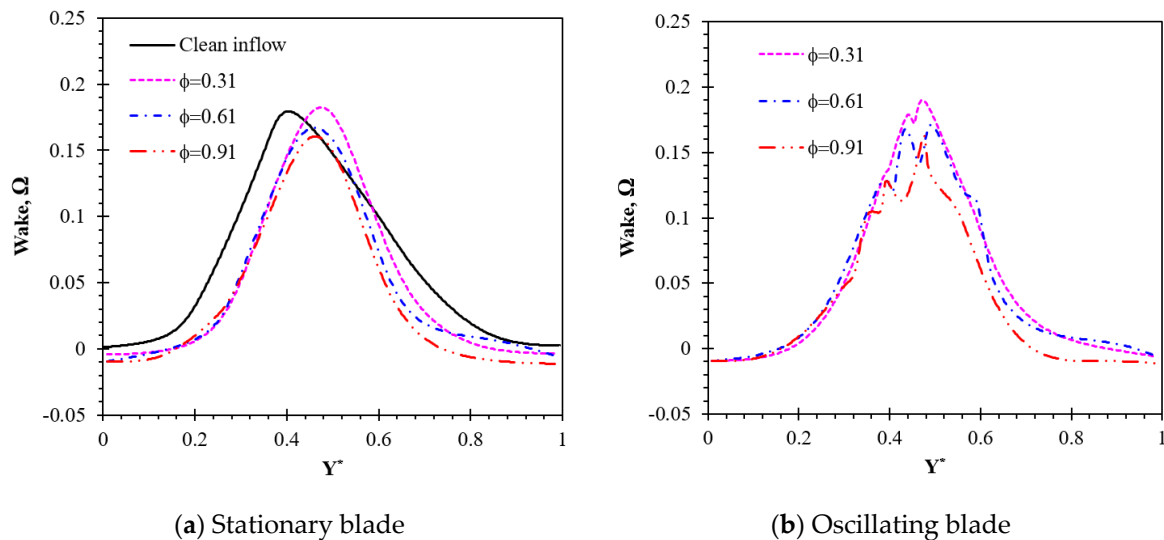 0.25
0.2
0.15
0.1
0.05
0
-0.05
Wake, Ω
Clean inflow
ϕ=0.31
ϕ=0.61
ϕ=0.91
0 0.2 0.4 0.6 0.8 1
Y*
(a) Stationary blade
0.25
0.2
0.15
0.1
0.05
0
-0.05
Wake, Ω
ϕ=0.31
ϕ=0.61
ϕ=0.91
0 0.2 0.4 0.6 0.8 1
Y*
(b) Oscillating blade